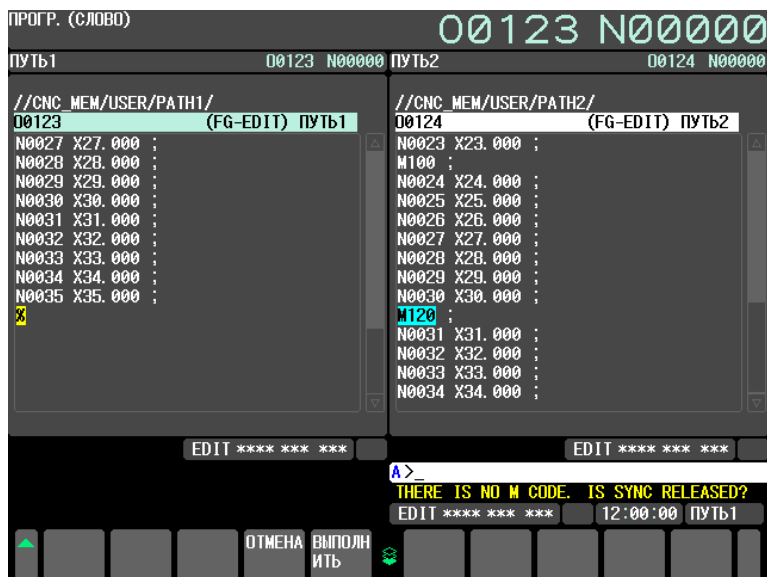 ПРОГР. (СЛОВО)
O0123 N00000
ПУТЬ1 O0123 N00000
//CNC_MEM/USER/PATH1/
O0123 (FG-EDIT) ПУТЬ1
N0027 X27.000 ;
N0028 X28.000 ;
N0029 X29.000 ;
N0030 X30.000 ;
N0031 X31.000 ;
N0032 X32.000 ;
N0033 X33.000 ;
N0034 X34.000 ;
N0035 X35.000 ;
%
EDIT **** *** ***
ПУТЬ2 O0124 N00000
//CNC_MEM/USER/PATH2/
O0124 (FG-EDIT) ПУТЬ2
N0023 X23.000 ;
M100 ;
N0024 X24.000 ;
N0025 X25.000 ;
N0026 X26.000 ;
N0027 X27.000 ;
N0028 X28.000 ;
N0029 X29.000 ;
N0030 X30.000 ;
M120 ;
N0031 X31.000 ;
N0032 X32.000 ;
N0033 X33.000 ;
N0034 X34.000 ;
EDIT **** *** ***
A>_
THERE IS NO M CODE. IS SYNC RELEASED?
EDIT **** *** *** 12:00:00 ПУТЬ1
ОТМЕНА
ВЫПОЛН
ИТЬ